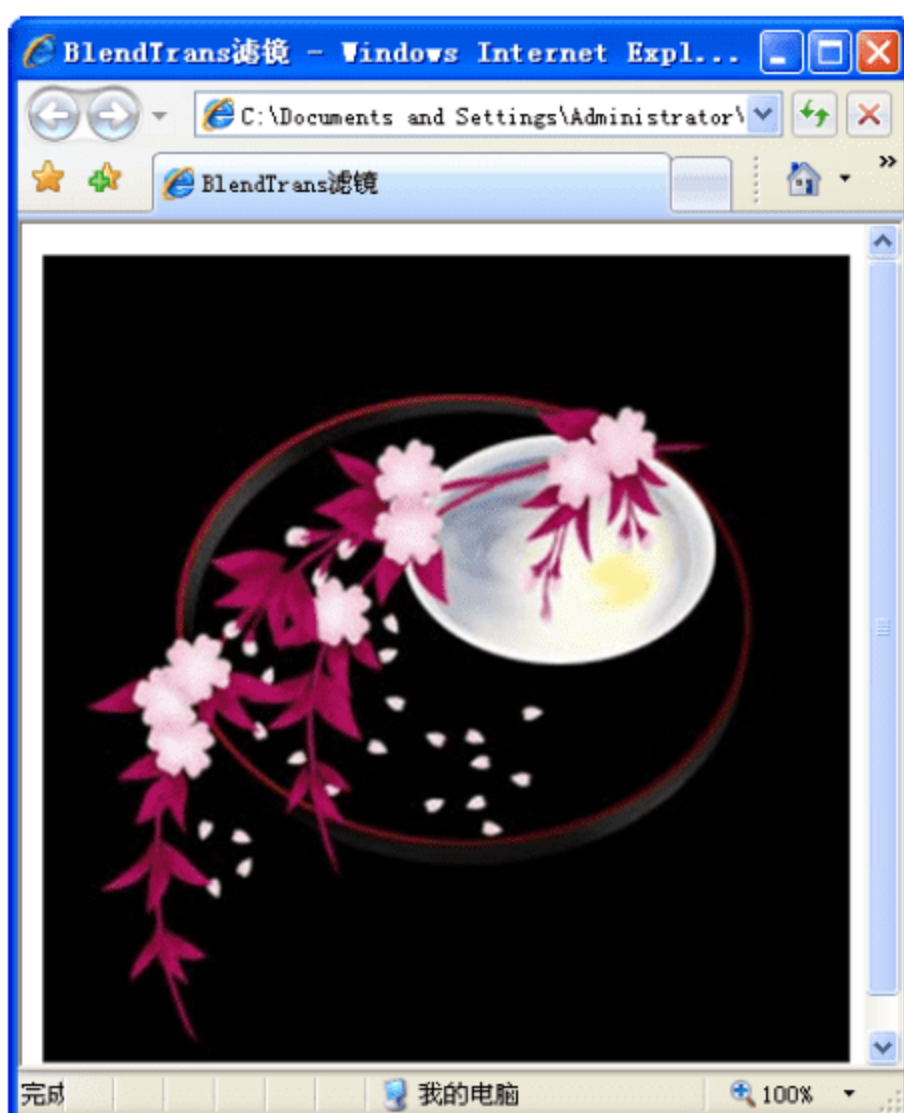 BlendTrans滤镜 - Windows Internet Expl...
C:\Documents and Settings\Administrator\
BlendTrans滤镜
完成
我的电脑
100%